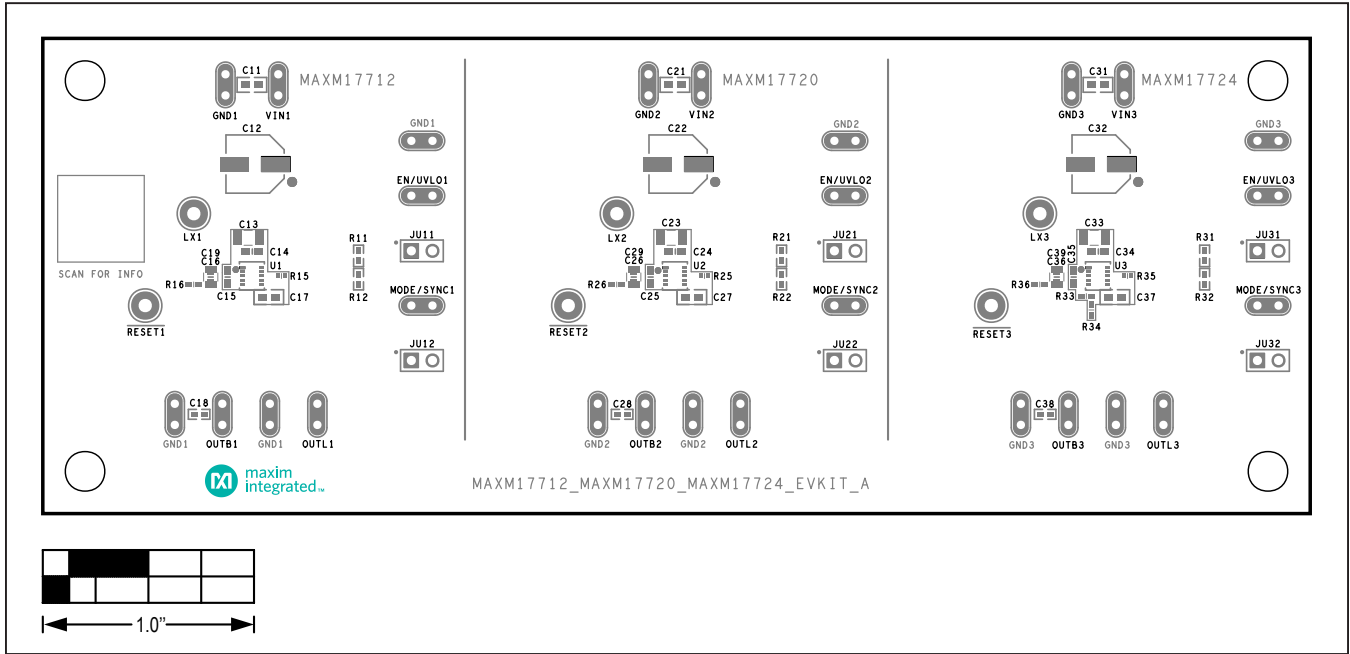 C11
MAXM17712
GND1
VIN1
C12
GND1
EN/UVLO1
LX1
C13
C14
C19
C16
U1
R15
R16
C15
C17
R11
R12
JU11
SCAN FOR INFO
RESET1
MODE/SYNC1
JU12
C18
GND1
OUTB1
GND1
OUTL1
C21
MAXM17720
GND2
VIN2
C22
GND2
EN/UVLO2
LX2
C23
C24
C29
C26
U2
R25
R26
C25
C27
R21
R22
JU21
RESET2
MODE/SYNC2
JU22
C28
GND2
OUTB2
GND2
OUTL2
C31
MAXM17724
GND3
VIN3
C32
GND3
EN/UVLO3
LX3
C33
C34
C35
C39
C36
U3
R35
R36
R33
R34
C37
R31
R32
JU31
RESET3
MODE/SYNC3
JU32
C38
GND3
OUTB3
GND3
OUTL3
maxim
integrated™
MAXM17712_MAXM17720_MAXM17724_EVKIT_A
1.0”